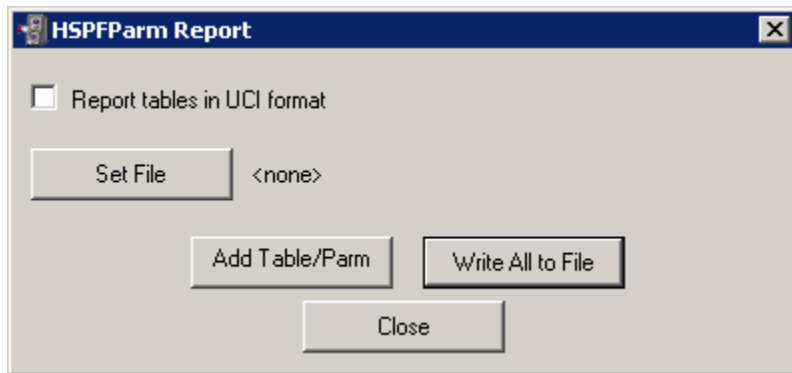 HSPFParm Report
Report tables in UCI format
Set File <none>
Add Table/Parm Write All to File
Close